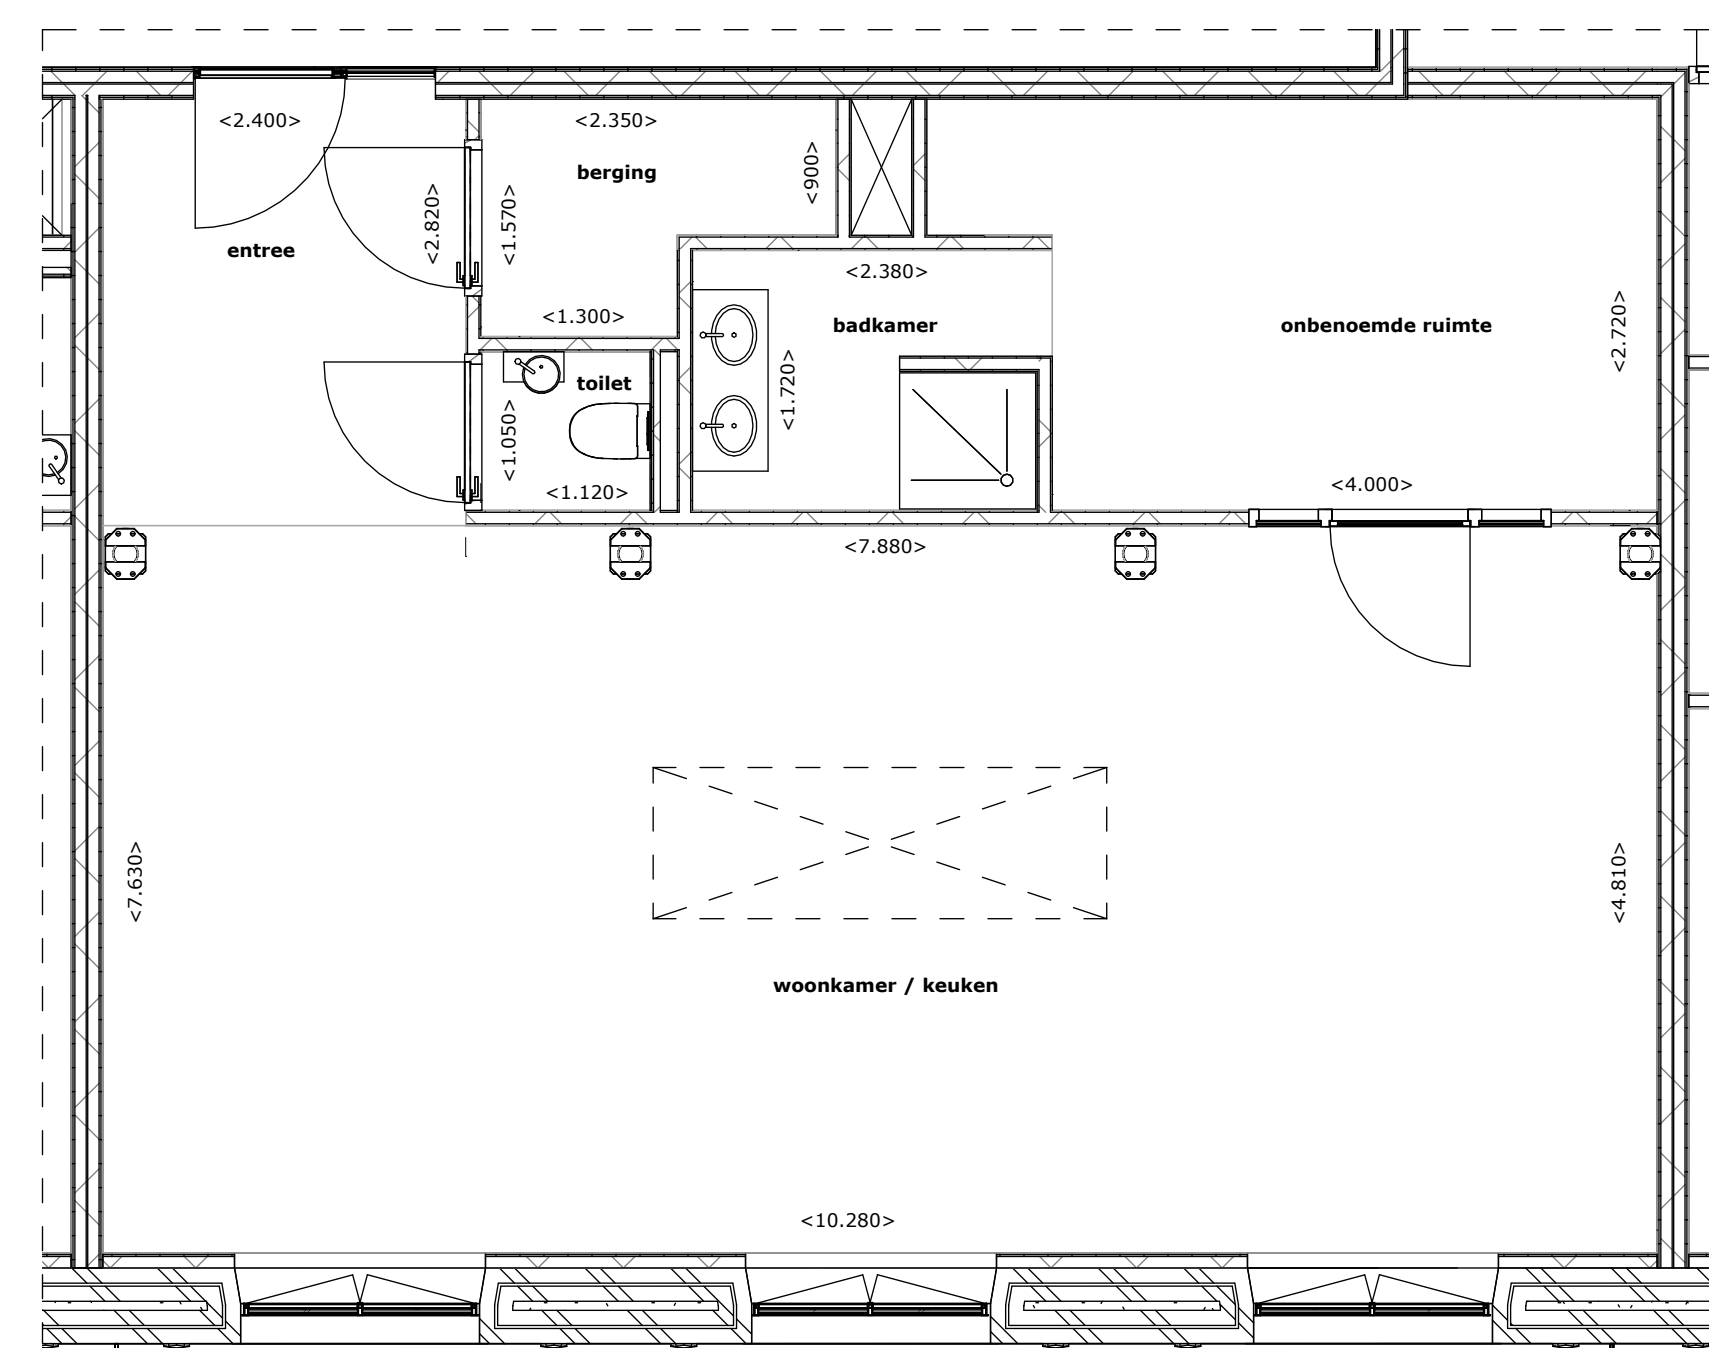 <2.400>
<2.350>
berging
<900>
<2.820>
<1.570>
entree
<2.380>
<1.300>
badkamer
onbenoemde ruimte
<2.720>
toilet
<1.720>
<1.050>
<1.120>
<4.000>
<7.880>
<7.630>
<4.810>
woonkamer / keuken
<10.280>